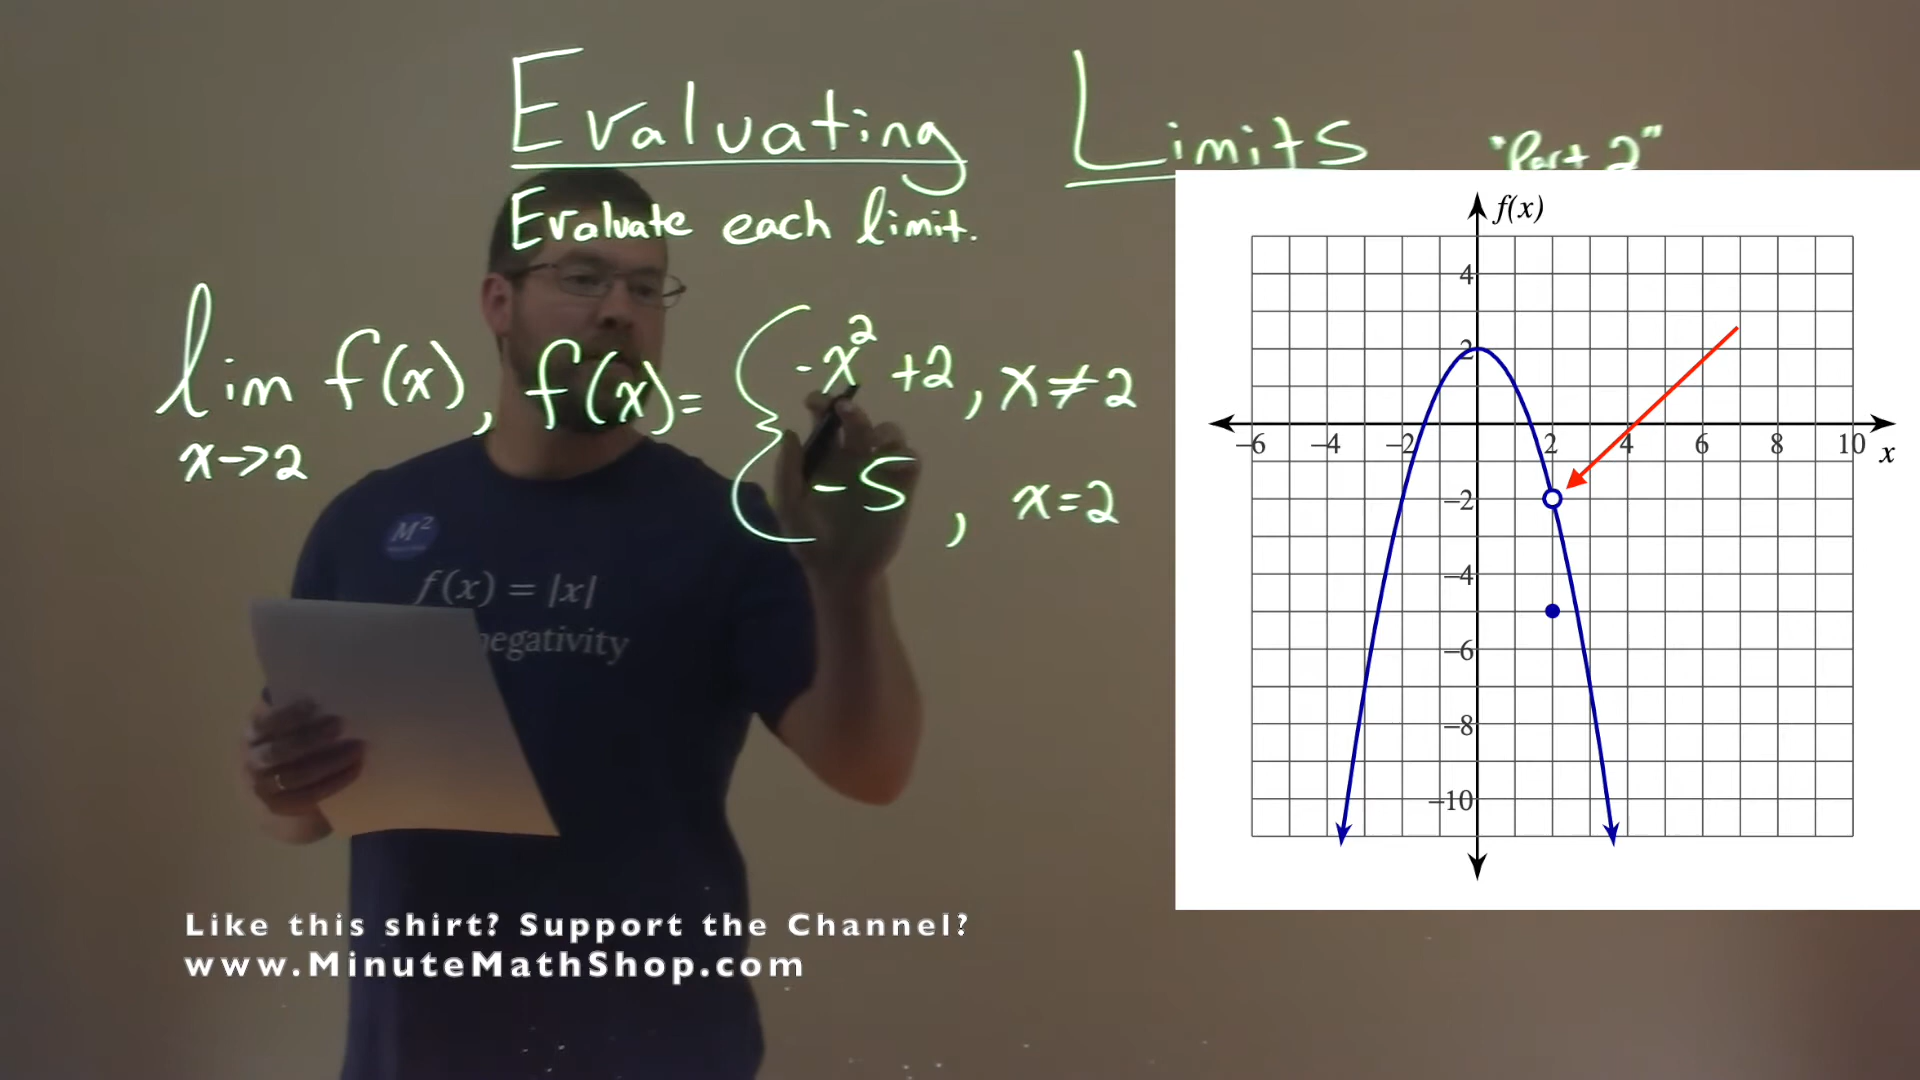 Evaluating Limits "Part 2"
Evaluate each limit.
lim f(x), f(x)= { -x²+2, x≠2
x→2
-5, x=2
M²
f(x) = |x|
negativity
Like this shirt? Support the Channel?
www.MinuteMathShop.com
f(x)
4
2
-6 -4 -2 2 4 6 8 10 x
-2
-4
-6
-8
-10